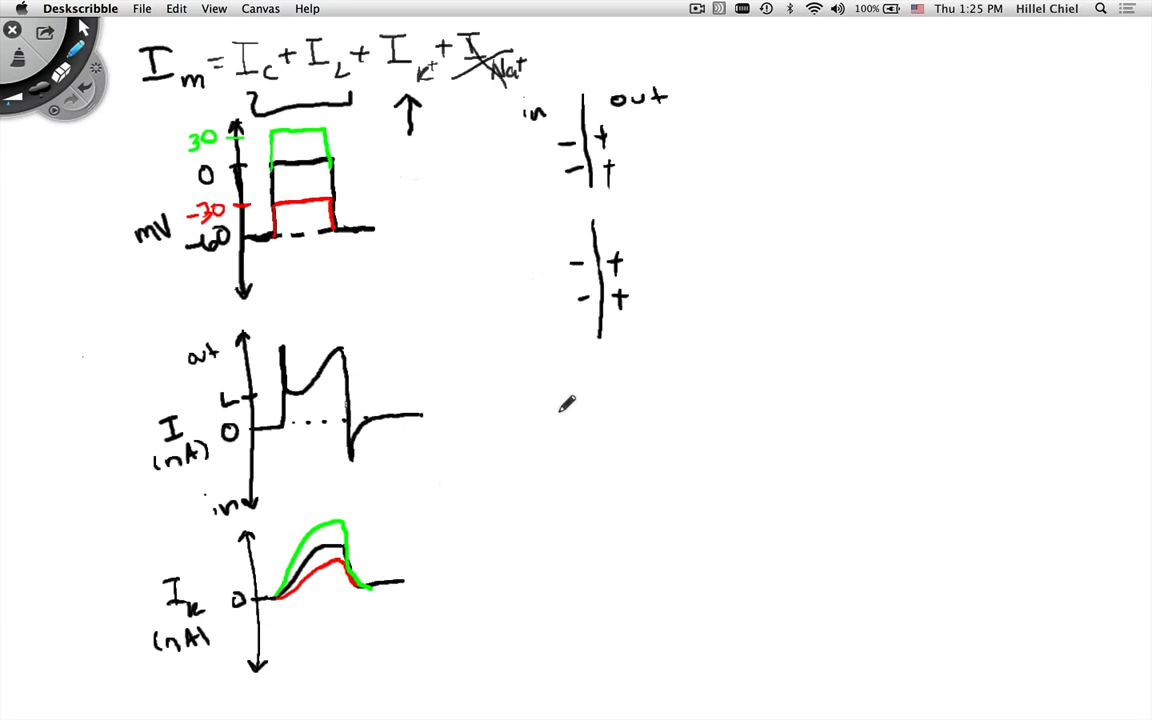 Deskscribble File Edit View Canvas Help 100% Thu 1:25 PM Hillel Chiel
Im = Ic + IL + IK+ + INa+
in out
30
0
-30
mV -60
- +
- +
- +
- +
out
L
I 0
(nA)
in
IK 0
(nA)